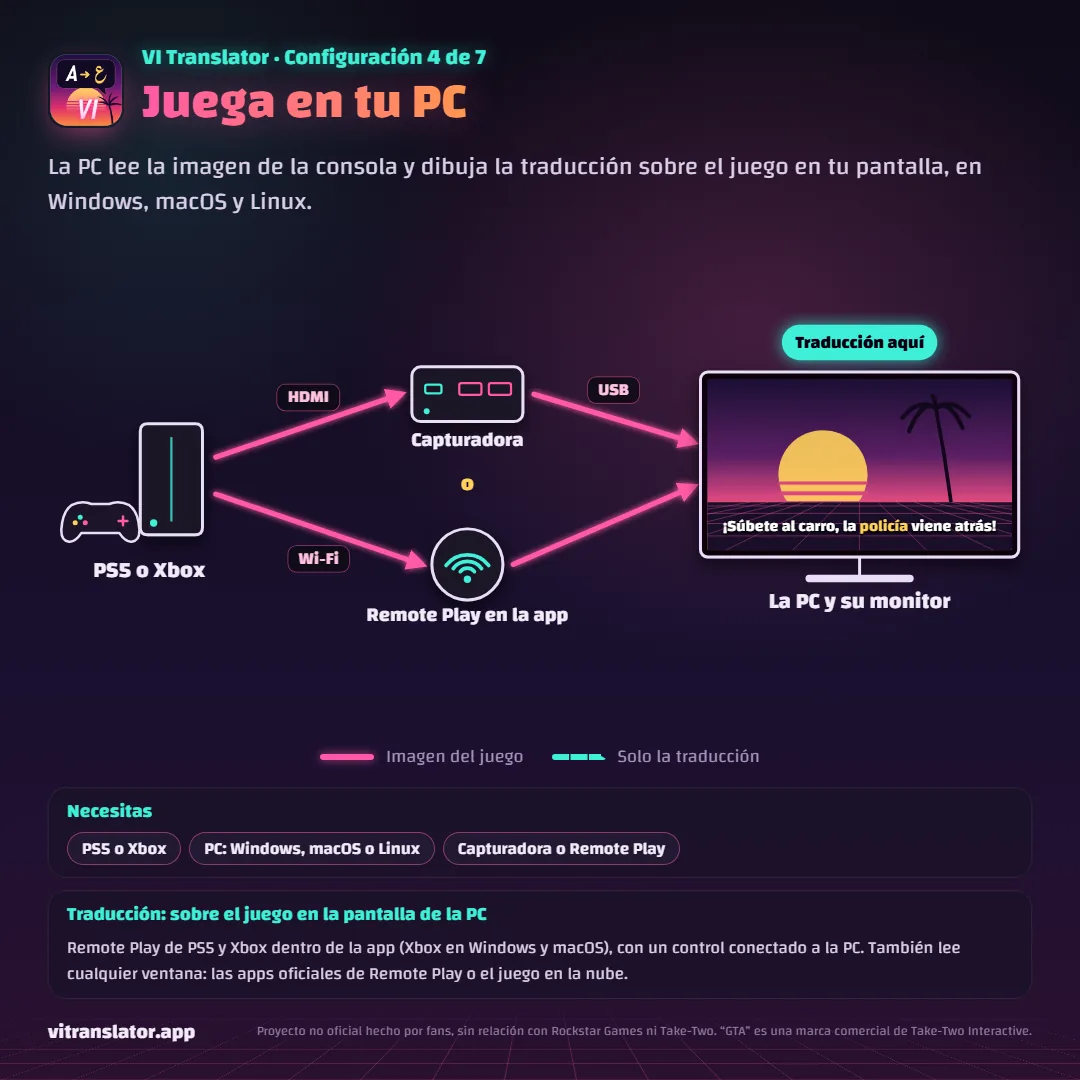 A→ع
VI
VI Translator · Configuración 4 de 7
Juega en tu PC
La PC lee la imagen de la consola y dibuja la traducción sobre el juego en tu pantalla, en
Windows, macOS y Linux.
Traducción aquí
HDMI
USB
Capturadora
o
¡Súbete al carro, la policía viene atrás!
Wi-Fi
PS5 o Xbox
Remote Play en la app
La PC y su monitor
Imagen del juego
Solo la traducción
Necesitas
PS5 o Xbox
PC: Windows, macOS o Linux
Capturadora o Remote Play
Traducción: sobre el juego en la pantalla de la PC
Remote Play de PS5 y Xbox dentro de la app (Xbox en Windows y macOS), con un control conectado a la PC. También lee
cualquier ventana: las apps oficiales de Remote Play o el juego en la nube.
vitranslator.app
Proyecto no oficial hecho por fans, sin relación con Rockstar Games ni Take-Two. “GTA” es una marca comercial de Take-Two Interactive.